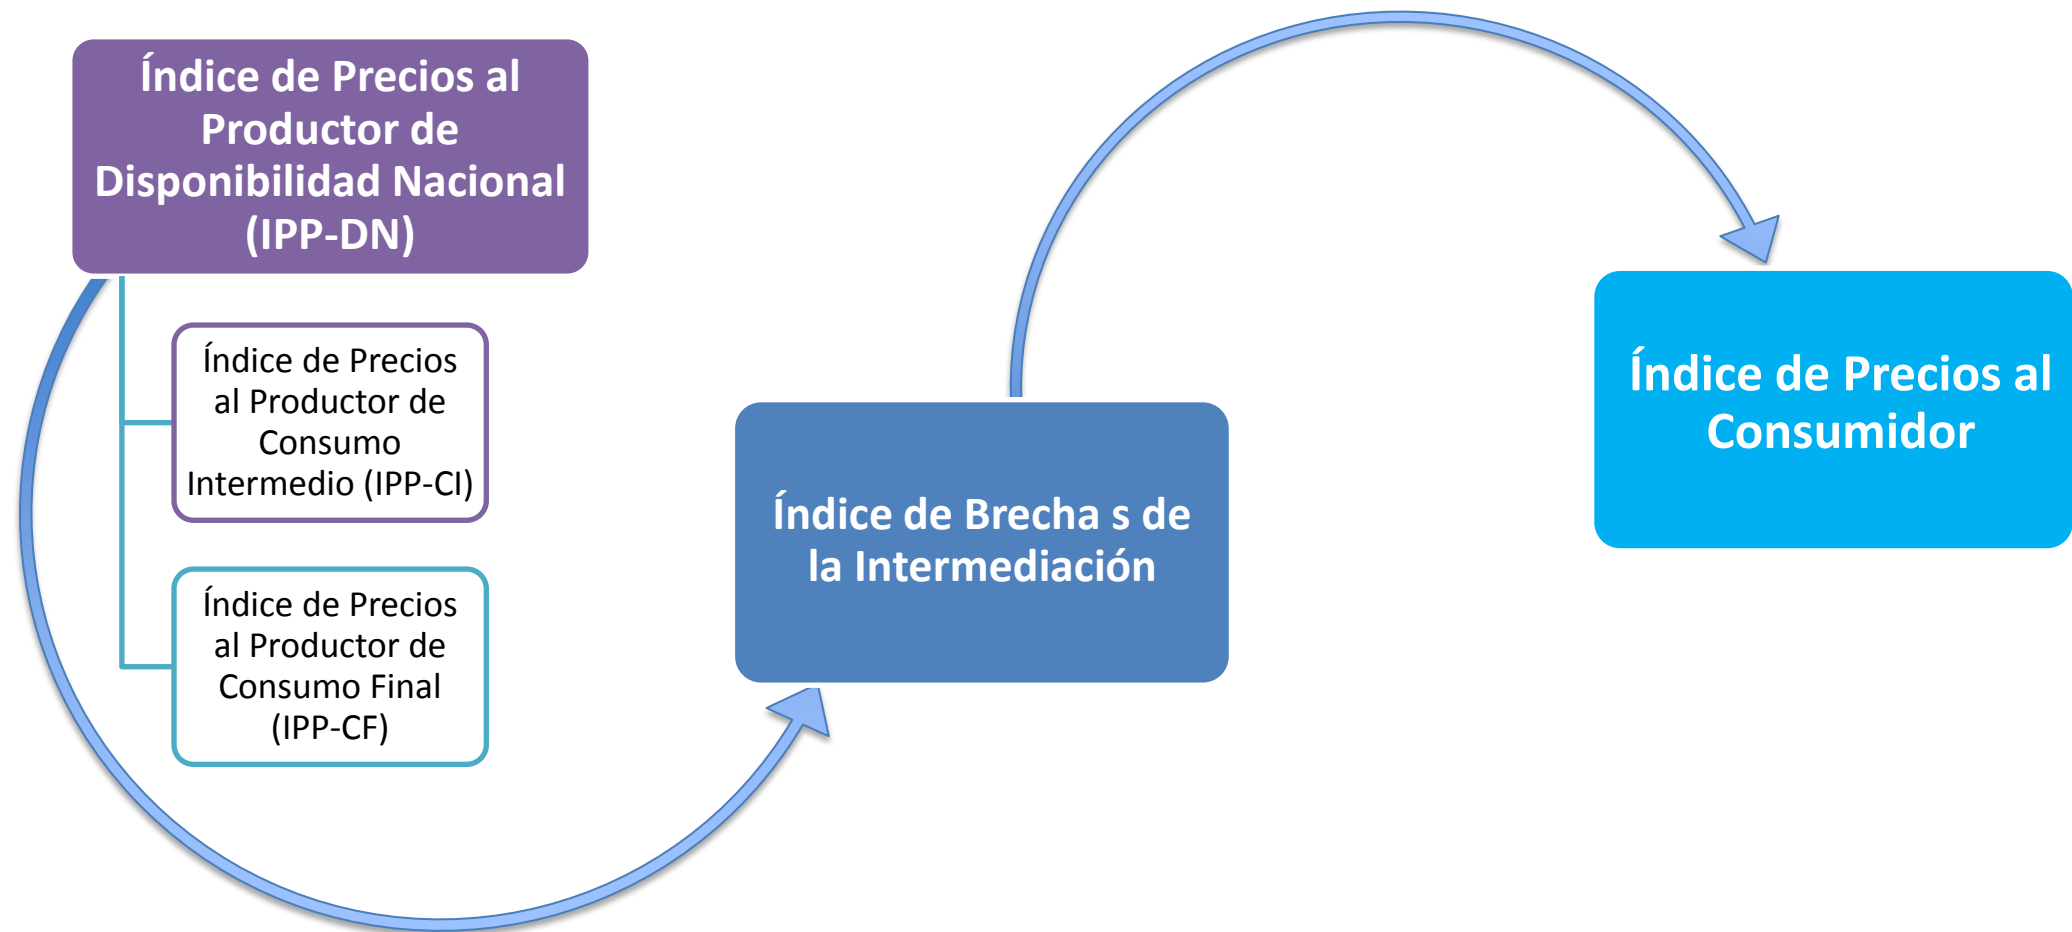 Índice de Precios al
Productor de
Disponibilidad Nacional
(IPP-DN)
Índice de Precios
al Productor de
Consumo
Intermedio (IPP-CI)
Índice de Precios
al Productor de
Consumo Final
(IPP-CF)
Índice de Brecha s de
la Intermediación
Índice de Precios al
Consumidor